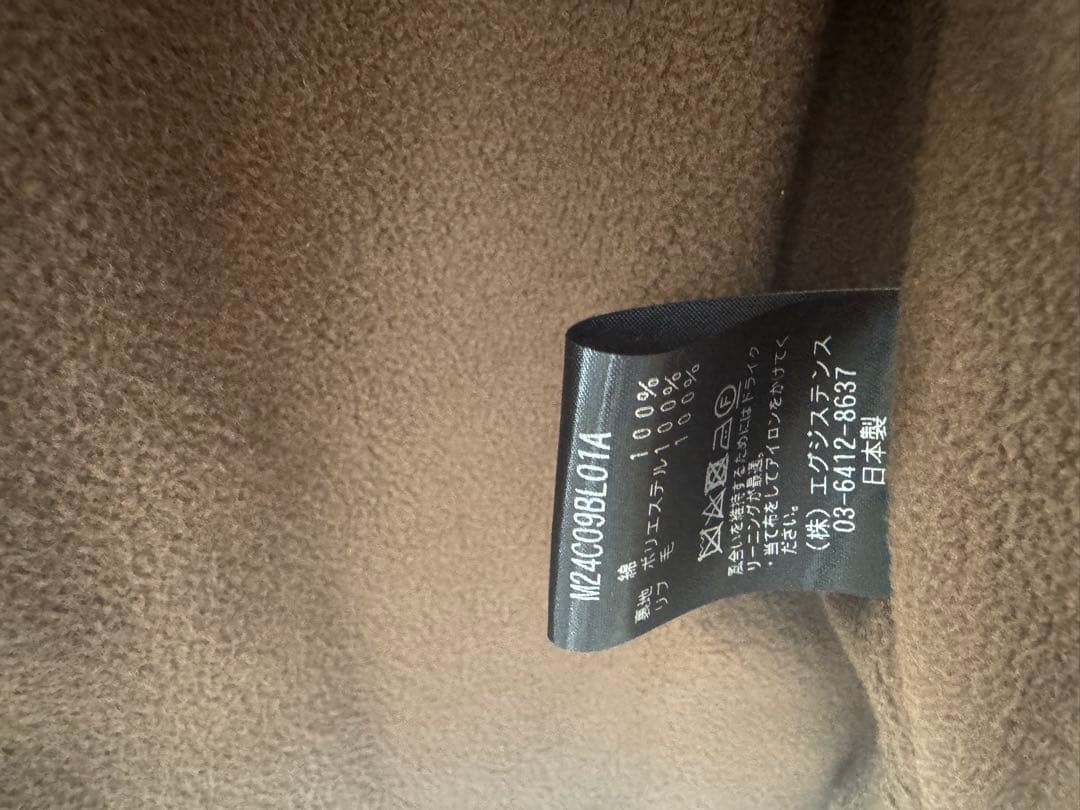 M24C09BL01A
綿 100%
裏地 ポリエステル100%
リブ 毛 100%
風合いを維持するためにはドライク
リーニングが最適。
・当て布をしてアイロンをかけてく
ださい。
(株)エグジステンス
03-6412-8637
日本製